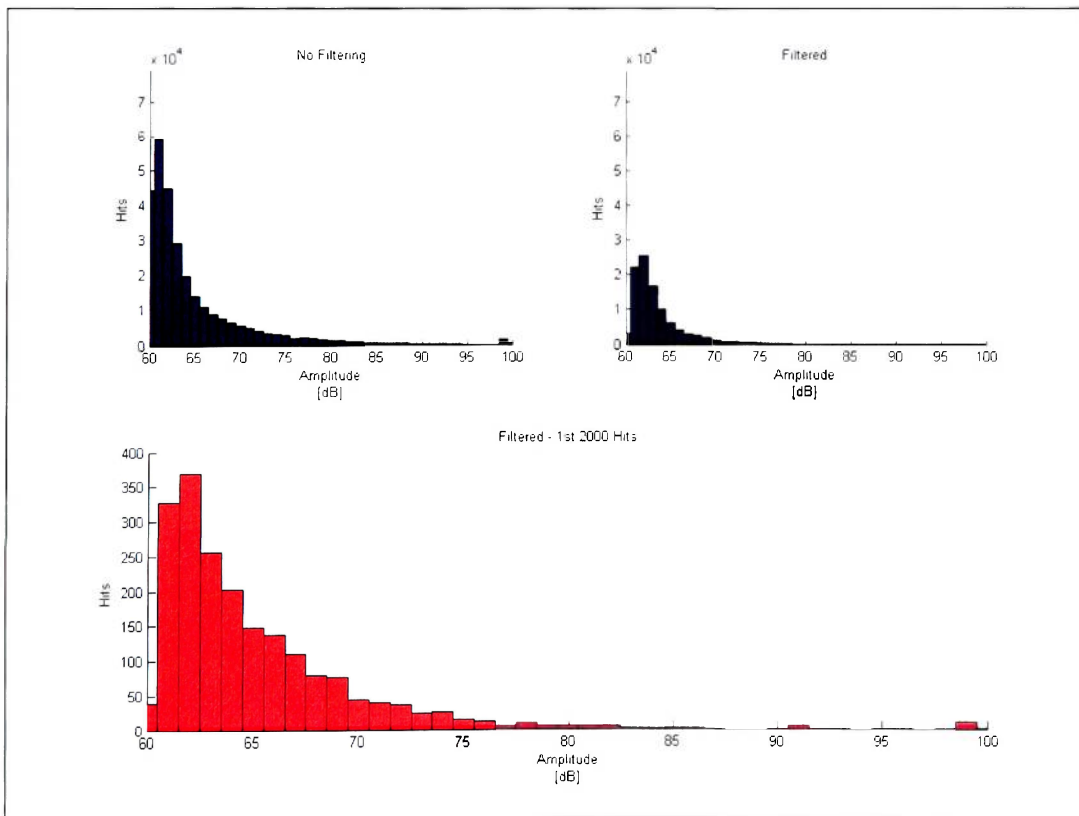 No Filtering
x 10^4
7
6
5
4
3
2
1
0
Hits
60 65 70 75 80 85 90 95 100
Amplitude
[dB]
Filtered
x 10^4
7
6
5
4
3
2
1
0
Hits
60 65 70 75 80 85 90 95 100
Amplitude
[dB]
Filtered - 1st 2000 Hits
400
350
300
250
200
150
100
50
0
Hits
60 65 70 75 80 85 90 95 100
Amplitude
[dB]